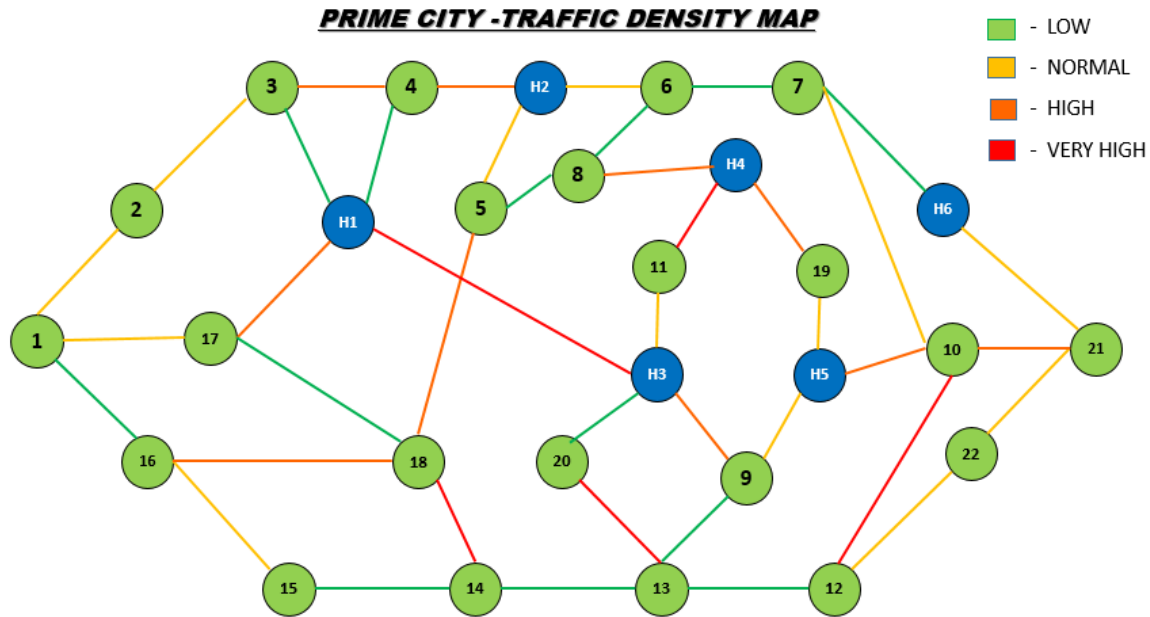 PRIME CITY -TRAFFIC DENSITY MAP
- LOW
- NORMAL
- HIGH
- VERY HIGH
3
4
H2
6
7
H4
8
2
5
H1
H6
11
19
1
17
10
21
H3
H5
16
18
20
9
22
15
14
13
12